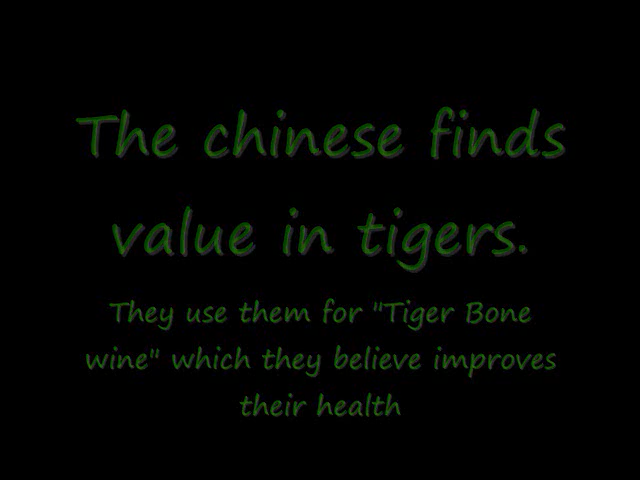 The chinese finds
value in tigers.
They use them for "Tiger Bone
wine" which they believe improves
their health